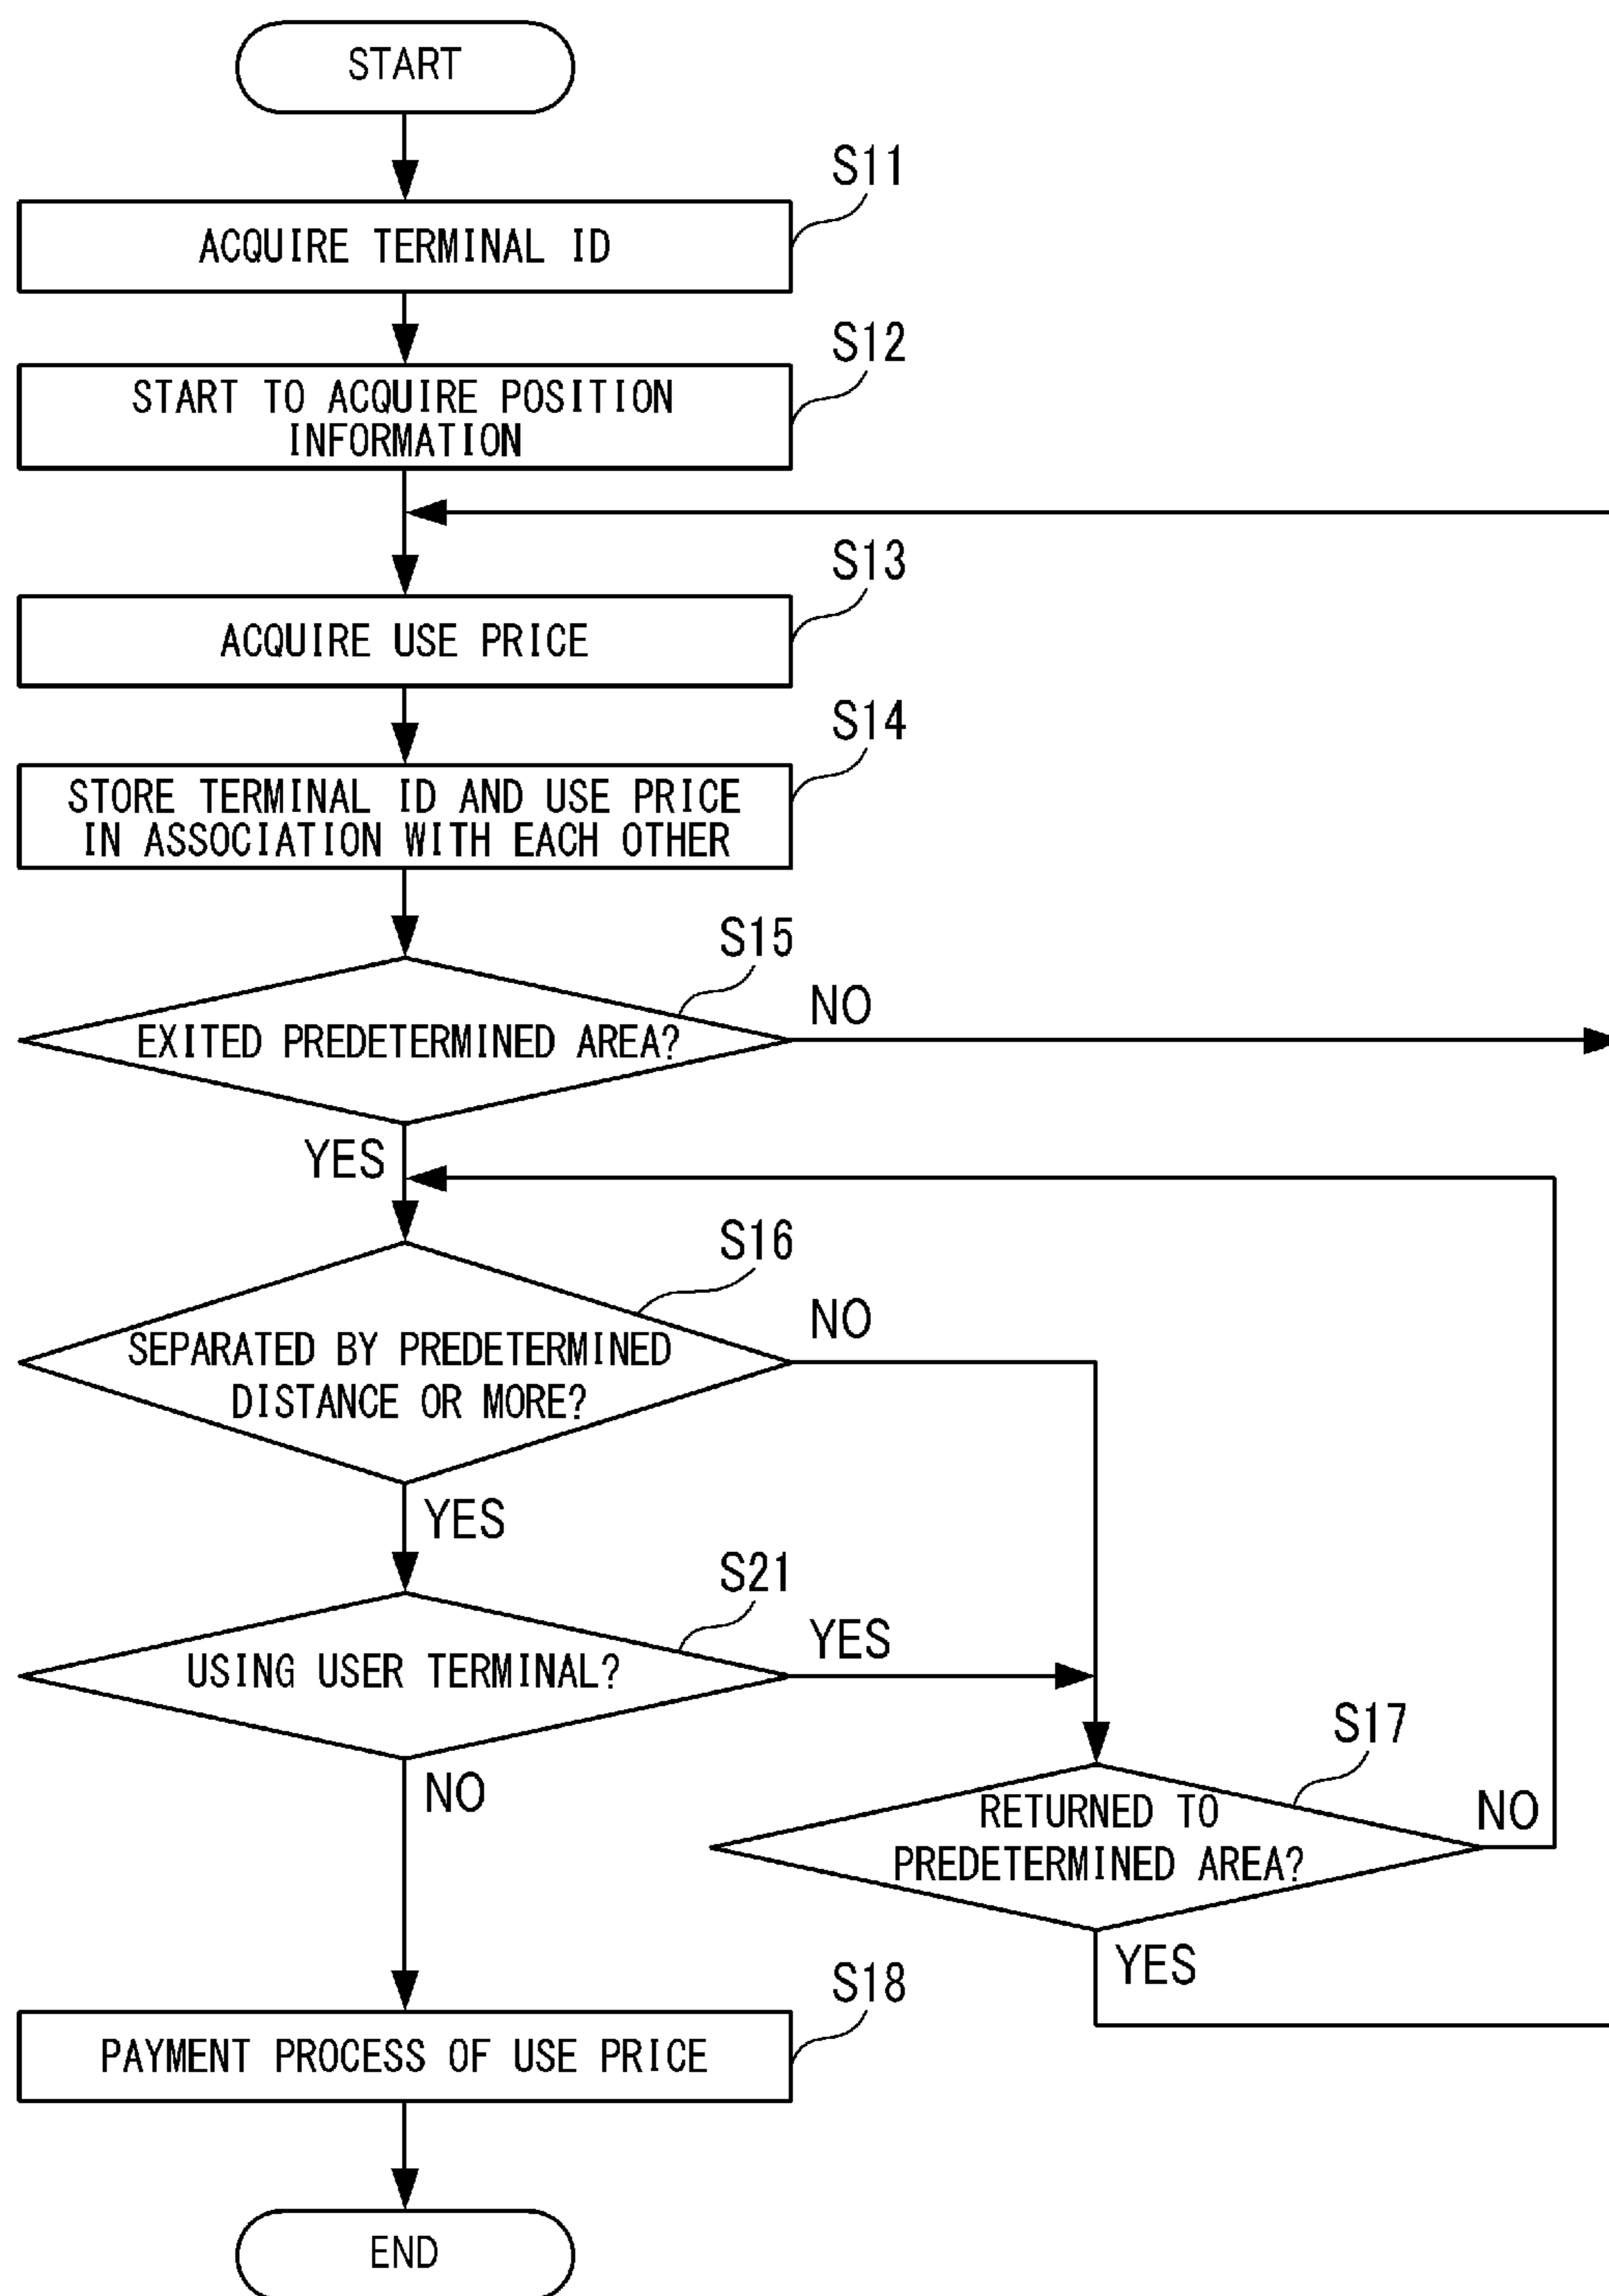 START
S11
ACQUIRE TERMINAL ID
S12
START TO ACQUIRE POSITION
INFORMATION
S13
ACQUIRE USE PRICE
S14
STORE TERMINAL ID AND USE PRICE
IN ASSOCIATION WITH EACH OTHER
S15
NO
EXITED PREDETERMINED AREA?
YES
S16
NO
SEPARATED BY PREDETERMINED
DISTANCE OR MORE?
YES
S21
YES
USING USER TERMINAL?
NO
S17
RETURNED TO
PREDETERMINED AREA?
NO
YES
S18
PAYMENT PROCESS OF USE PRICE
END